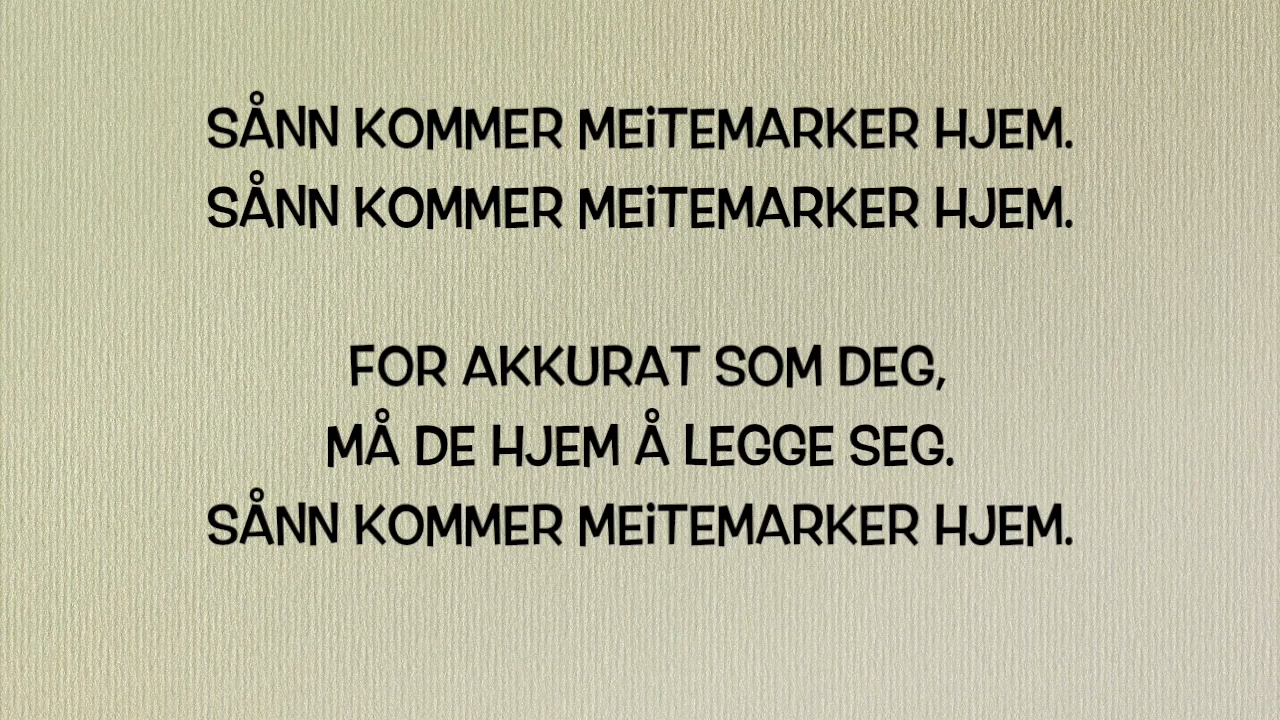 SÅNN KOMMER MEiTEMARKER HJEM.
SÅNN KOMMER MEiTEMARKER HJEM.
FOR AKKURAT SOM DEG,
MÅ DE HJEM Å LEGGE SEG.
SÅNN KOMMER MEiTEMARKER HJEM.